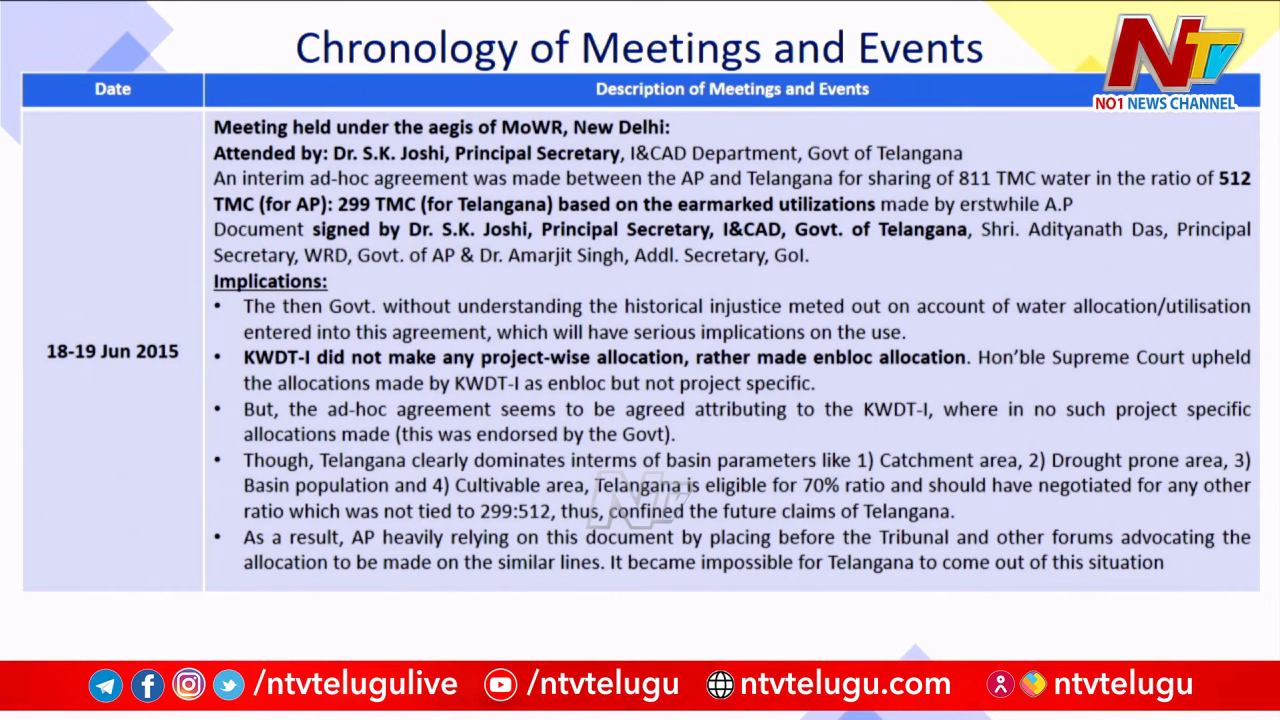 Chronology of Meetings and Events
NTV
NO1 NEWS CHANNEL
Date
Description of Meetings and Events
18-19 Jun 2015
Meeting held under the aegis of MoWR, New Delhi:
Attended by: Dr. S.K. Joshi, Principal Secretary, I&CAD Department, Govt of Telangana
An interim ad-hoc agreement was made between the AP and Telangana for sharing of 811 TMC water in the ratio of 512
TMC (for AP): 299 TMC (for Telangana) based on the earmarked utilizations made by erstwhile A.P
Document signed by Dr. S.K. Joshi, Principal Secretary, I&CAD, Govt. of Telangana, Shri. Adityanath Das, Principal
Secretary, WRD, Govt. of AP & Dr. Amarjit Singh, Addl. Secretary, GoI.
Implications:
• The then Govt. without understanding the historical injustice meted out on account of water allocation/utilisation
entered into this agreement, which will have serious implications on the use.
• KWDT-I did not make any project-wise allocation, rather made enbloc allocation. Hon'ble Supreme Court upheld
the allocations made by KWDT-I as enbloc but not project specific.
• But, the ad-hoc agreement seems to be agreed attributing to the KWDT-I, where in no such project specific
allocations made (this was endorsed by the Govt).
• Though, Telangana clearly dominates interms of basin parameters like 1) Catchment area, 2) Drought prone area, 3)
Basin population and 4) Cultivable area, Telangana is eligible for 70% ratio and should have negotiated for any other
ratio which was not tied to 299:512, thus, confined the future claims of Telangana.
• As a result, AP heavily relying on this document by placing before the Tribunal and other forums advocating the
allocation to be made on the similar lines. It became impossible for Telangana to come out of this situation
NTV
/ntvtelugulive
/ntvtelugu
ntvtelugu.com
ntvtelugu